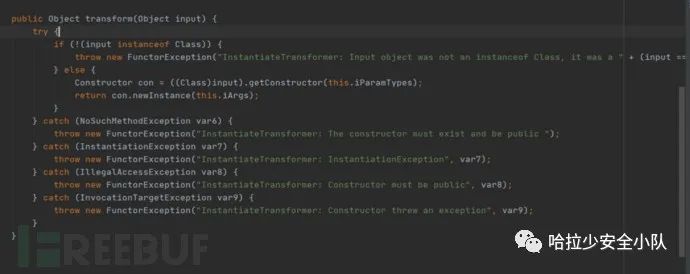 public Object transform(Object input) {
try {
if (!(input instanceof Class)) {
throw new FunctorException("InstantiateTransformer: Input object was not an instanceof Class, it was a " + (input ==
} else {
Constructor con = ((Class)input).getConstructor(this.iParamTypes);
return con.newInstance(this.iArgs);
}
} catch (NoSuchMethodException var6) {
throw new FunctorException("InstantiateTransformer: The constructor must exist and be public ");
} catch (InstantiationException var7) {
throw new FunctorException("InstantiateTransformer: InstantiationException", var7);
} catch (IllegalAccessException var8) {
throw new FunctorException("InstantiateTransformer: Constructor must be public", var8);
} catch (InvocationTargetException var9) {
throw new FunctorException("InstantiateTransformer: Constructor threw an exception", var9);
}
}
FREEBUF
哈拉少安全小队